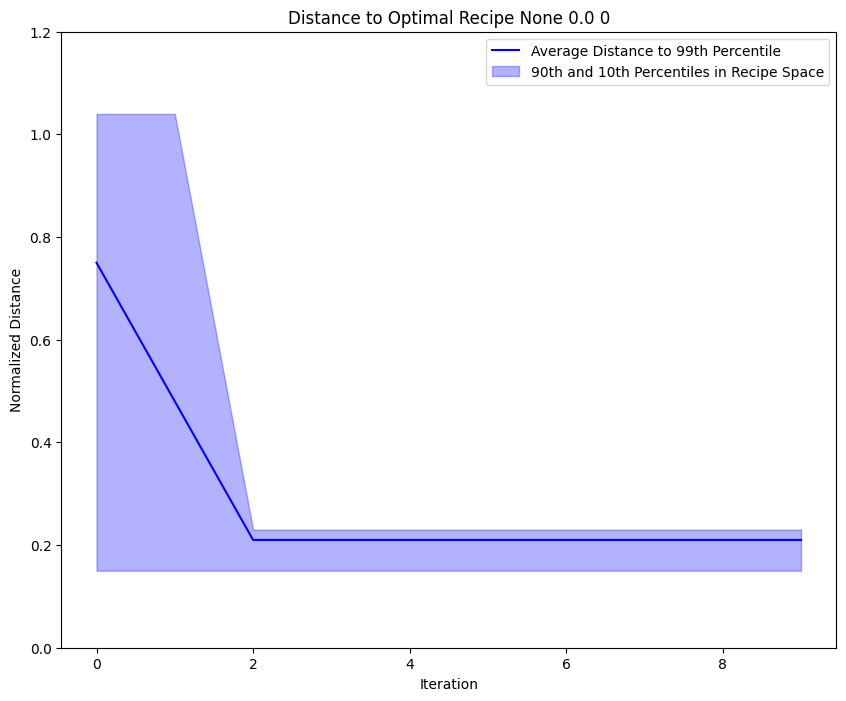 Distance to Optimal Recipe None 0.0 0
Average Distance to 99th Percentile
90th and 10th Percentiles in Recipe Space
Normalized Distance
1.2
1.0
0.8
0.6
0.4
0.2
0.0
0 2 4 6 8
Iteration